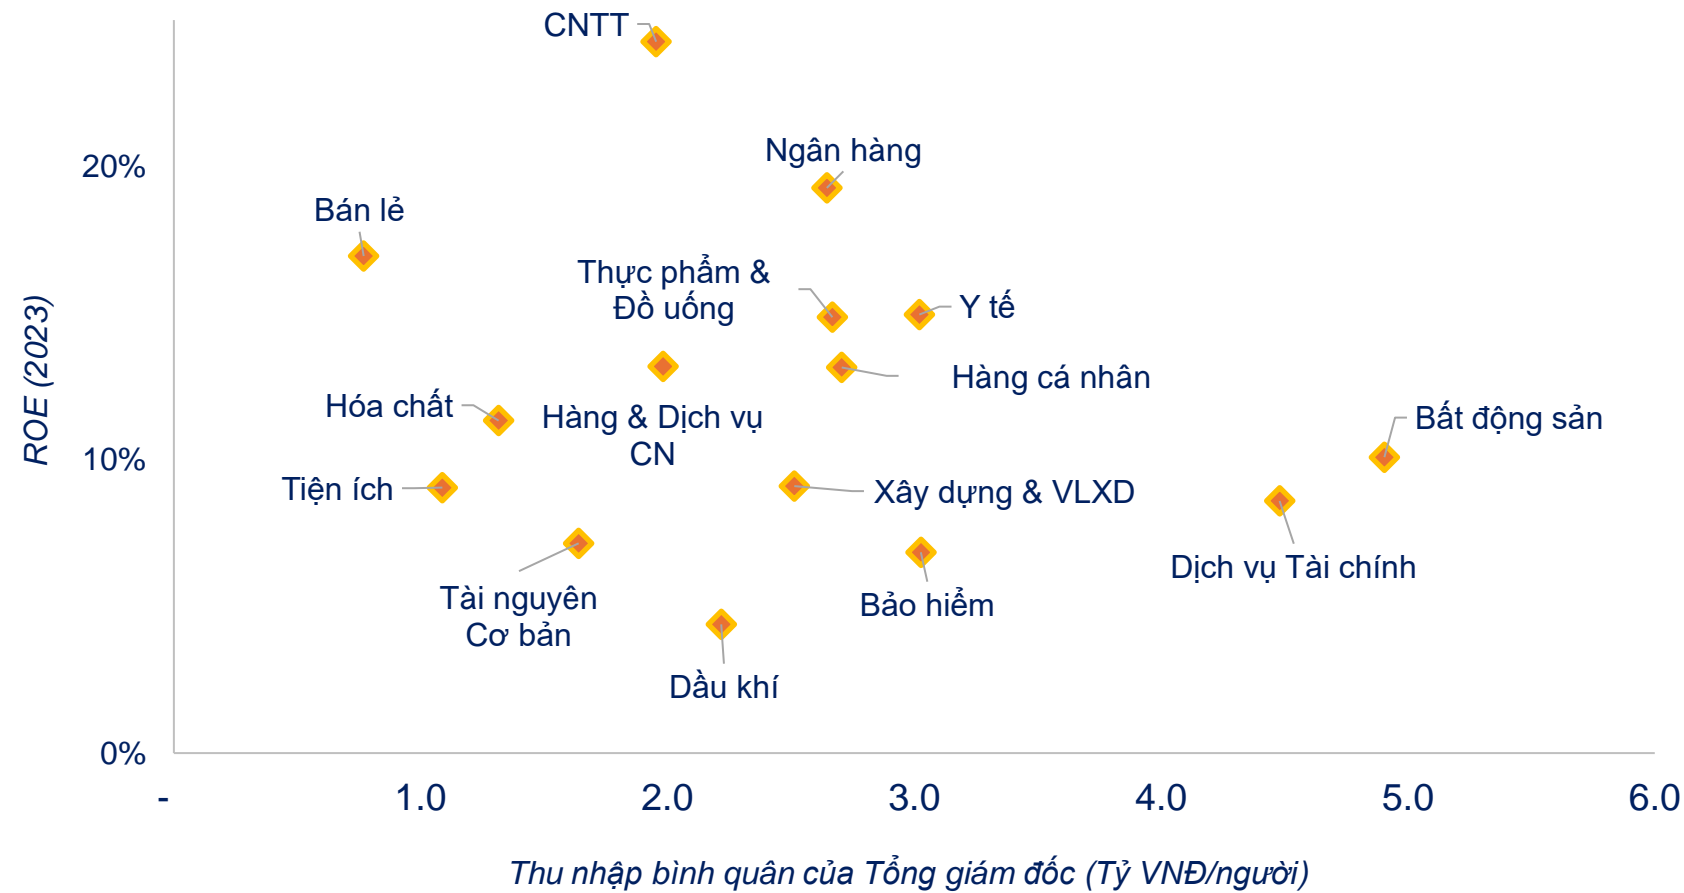 CNTT
Ngân hàng
20%
Bán lẻ
Thực phẩm &
Đồ uống
Y tế
ROE (2023)
Hàng cá nhân
Hóa chất
Hàng & Dịch vụ
CN
Bất động sản
10%
Tiện ích
Xây dựng & VLXD
Dịch vụ Tài chính
Tài nguyên
Cơ bản
Bảo hiểm
Dầu khí
0%
- 1.0 2.0 3.0 4.0 5.0 6.0
Thu nhập bình quân của Tổng giám đốc (Tỷ VNĐ/người)